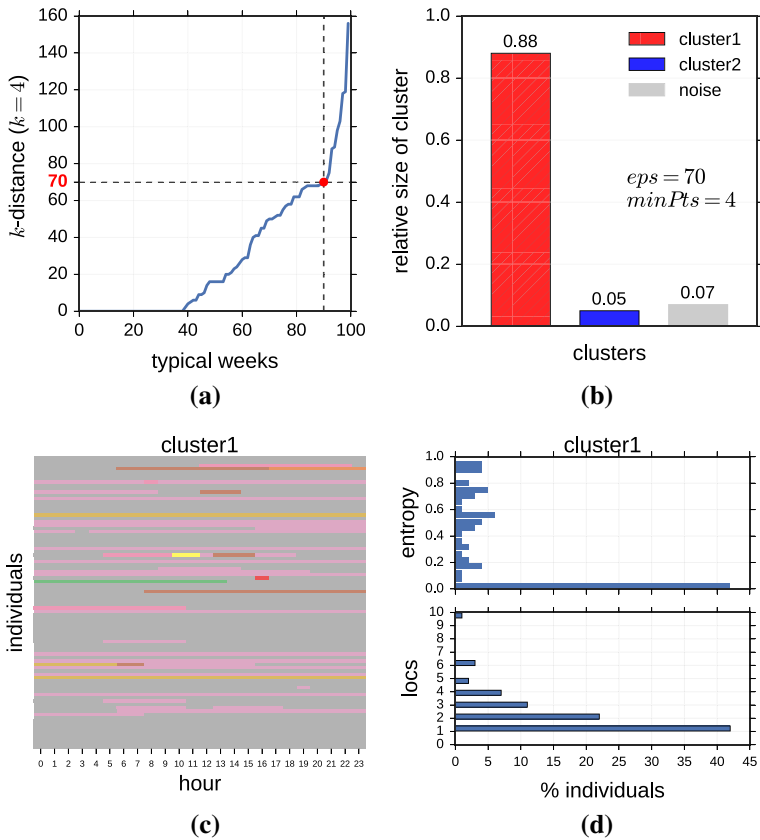 160
140
120
100
80
70
60
40
20
0
k-distance (k = 4)
0 20 40 60 80 100
typical weeks
(a)
1.0
0.8
0.6
0.4
0.2
0.0
relative size of cluster
0.88
0.05
0.07
cluster1
cluster2
noise
eps = 70
minPts = 4
clusters
(b)
cluster1
individuals
0 1 2 3 4 5 6 7 8 9 10 11 12 13 14 15 16 17 18 19 20 21 22 23
hour
(c)
cluster1
1.0
0.8
0.6
0.4
0.2
0.0
entropy
10
9
8
7
6
5
4
3
2
1
0
locs
0 5 10 15 20 25 30 35 40 45
% individuals
(d)